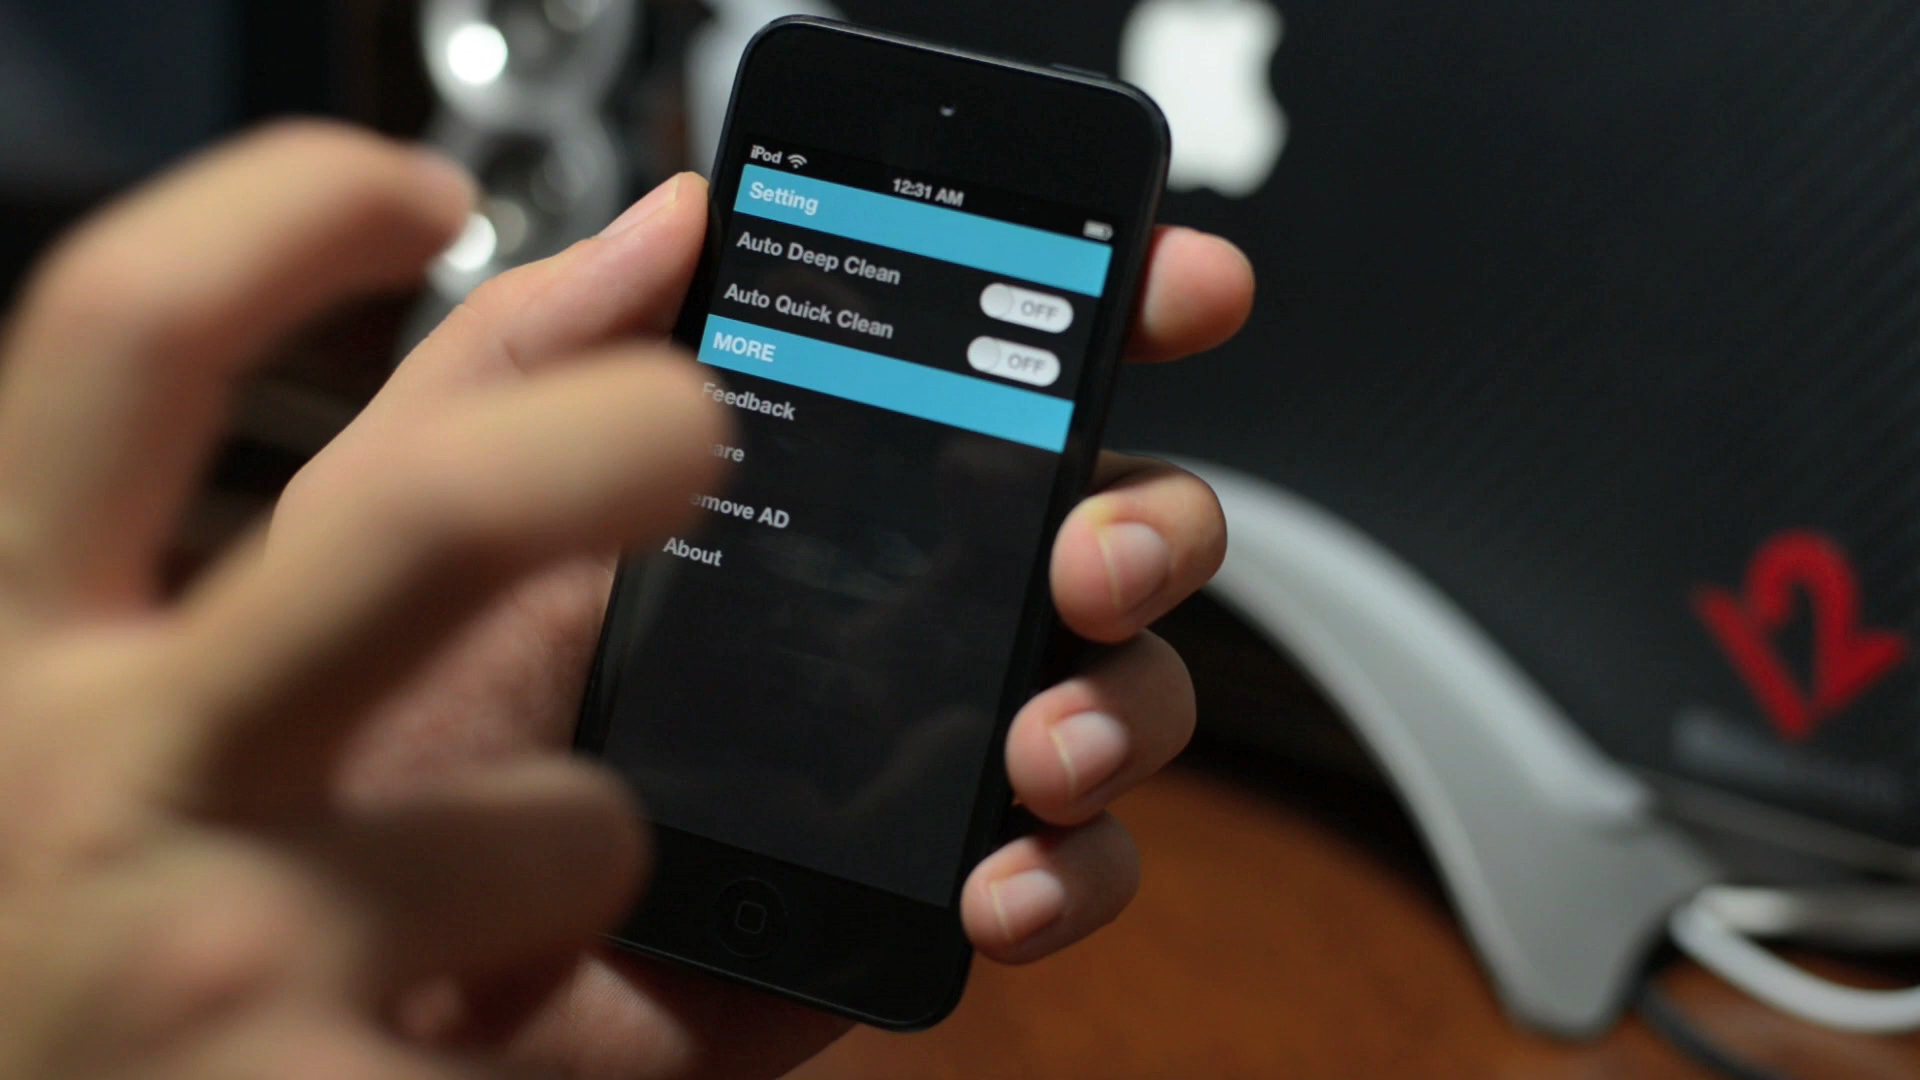 iPod
12:31 AM
Setting
Auto Deep Clean
OFF
Auto Quick Clean
OFF
MORE
Feedback
About